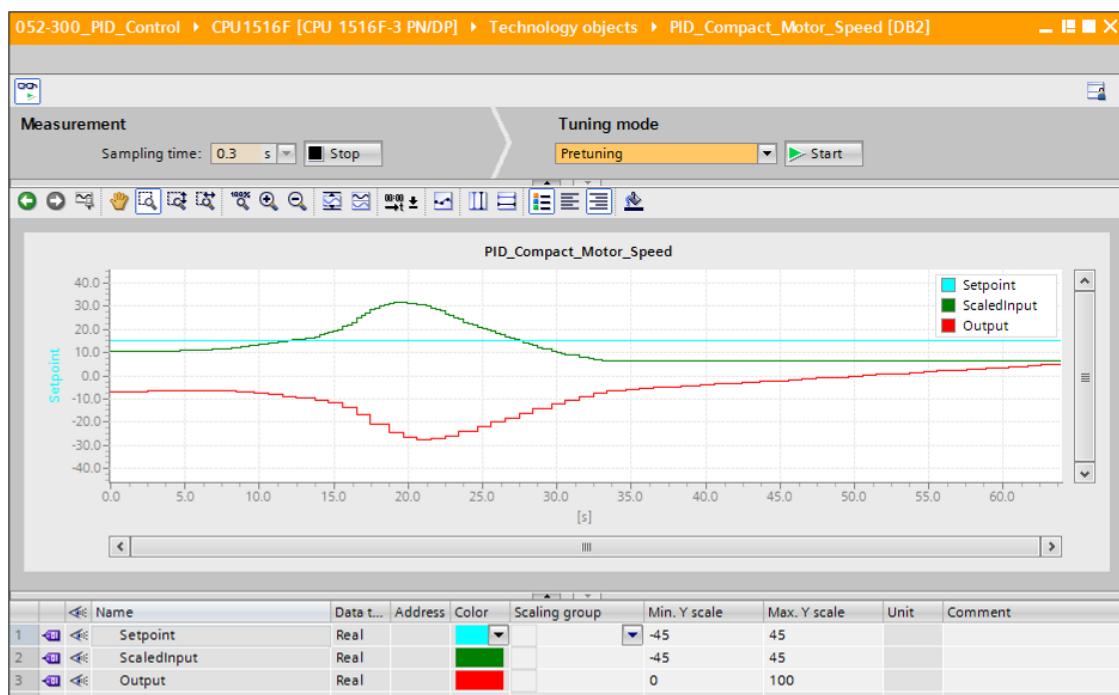 052-300_PID_Control ▸ CPU1516F [CPU 1516F-3 PN/DP] ▸ Technology objects ▸ PID_Compact_Motor_Speed [DB2]
Measurement
Tuning mode
Sampling time: 0.3 s Stop
Pretuning Start
PID_Compact_Motor_Speed
Setpoint
ScaledInput
Output
Setpoint
40.0
30.0
20.0
10.0
0.0
-10.0
-20.0
-30.0
-40.0
0.0 5.0 10.0 15.0 20.0 25.0 30.0 35.0 40.0 45.0 50.0 55.0 60.0
[s]
Name Data t... Address Color Scaling group Min. Y scale Max. Y scale Unit Comment
1 Setpoint Real -45 45
2 ScaledInput Real -45 45
3 Output Real 0 100